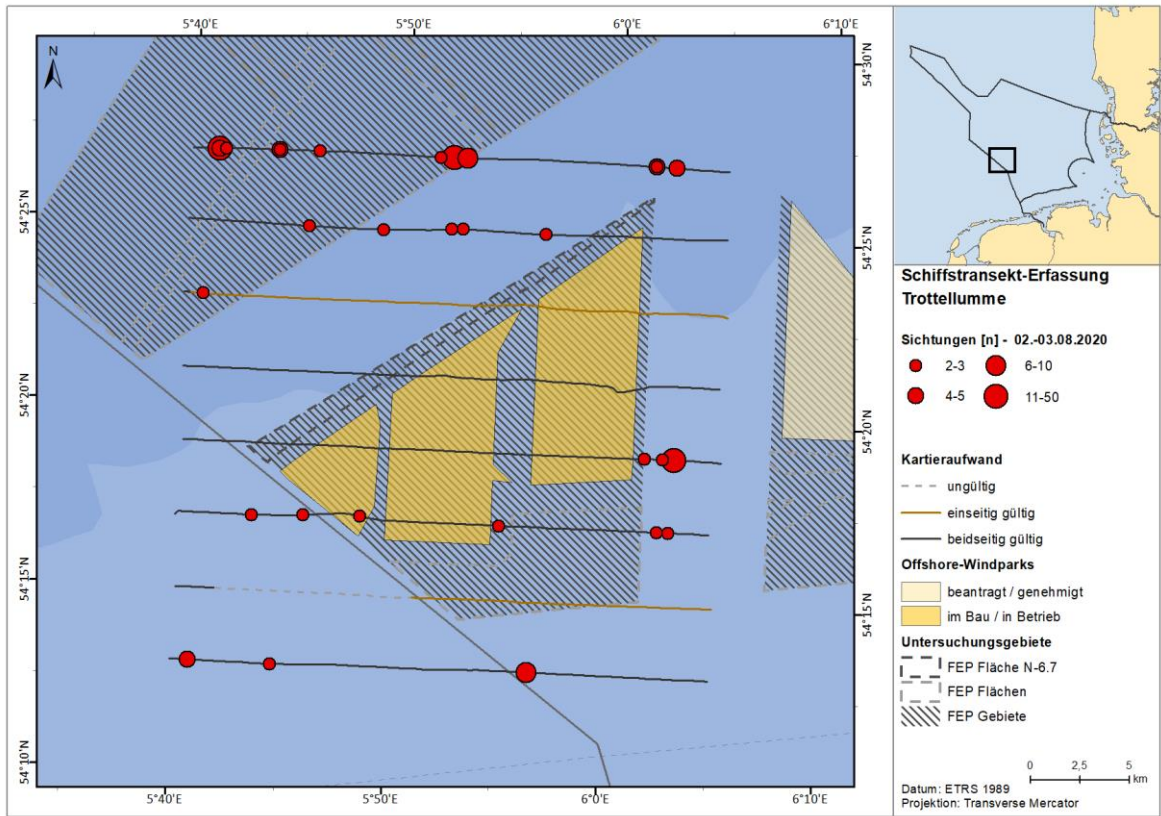 5°40'E 5°50'E 6°0'E 6°10'E
N
54°30'N
54°25'N
54°25'N
54°20'N
54°20'N
54°15'N
54°15'N
54°10'N
5°40'E 5°50'E 6°0'E 6°10'E
Schiffstransekt-Erfassung
Trottellumme
Sichtungen [n] - 02.-03.08.2020
2-3 6-10
4-5 11-50
Kartieraufwand
ungültig
einseitig gültig
beidseitig gültig
Offshore-Windparks
beantragt / genehmigt
im Bau / in Betrieb
Untersuchungsgebiete
FEP Fläche N-6.7
FEP Flächen
FEP Gebiete
0 2,5 5
km
Datum: ETRS 1989
Projektion: Transverse Mercator